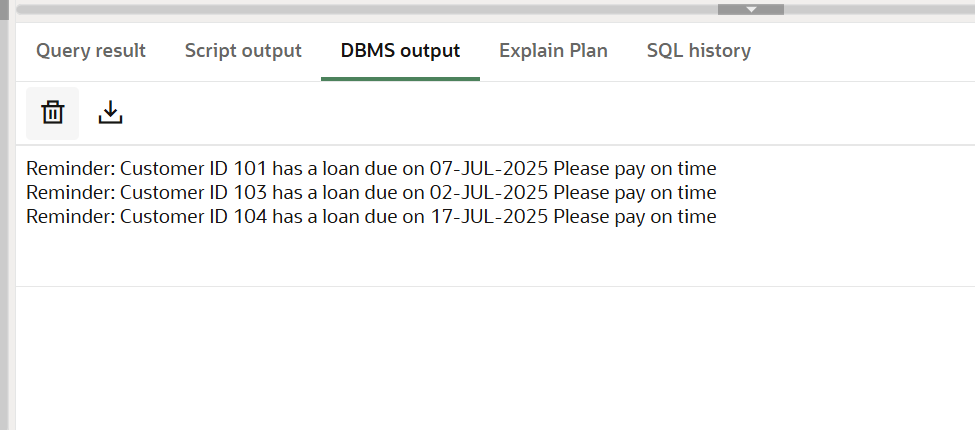 Query result Script output DBMS output Explain Plan SQL history
Reminder: Customer ID 101 has a loan due on 07-JUL-2025 Please pay on time
Reminder: Customer ID 103 has a loan due on 02-JUL-2025 Please pay on time
Reminder: Customer ID 104 has a loan due on 17-JUL-2025 Please pay on time